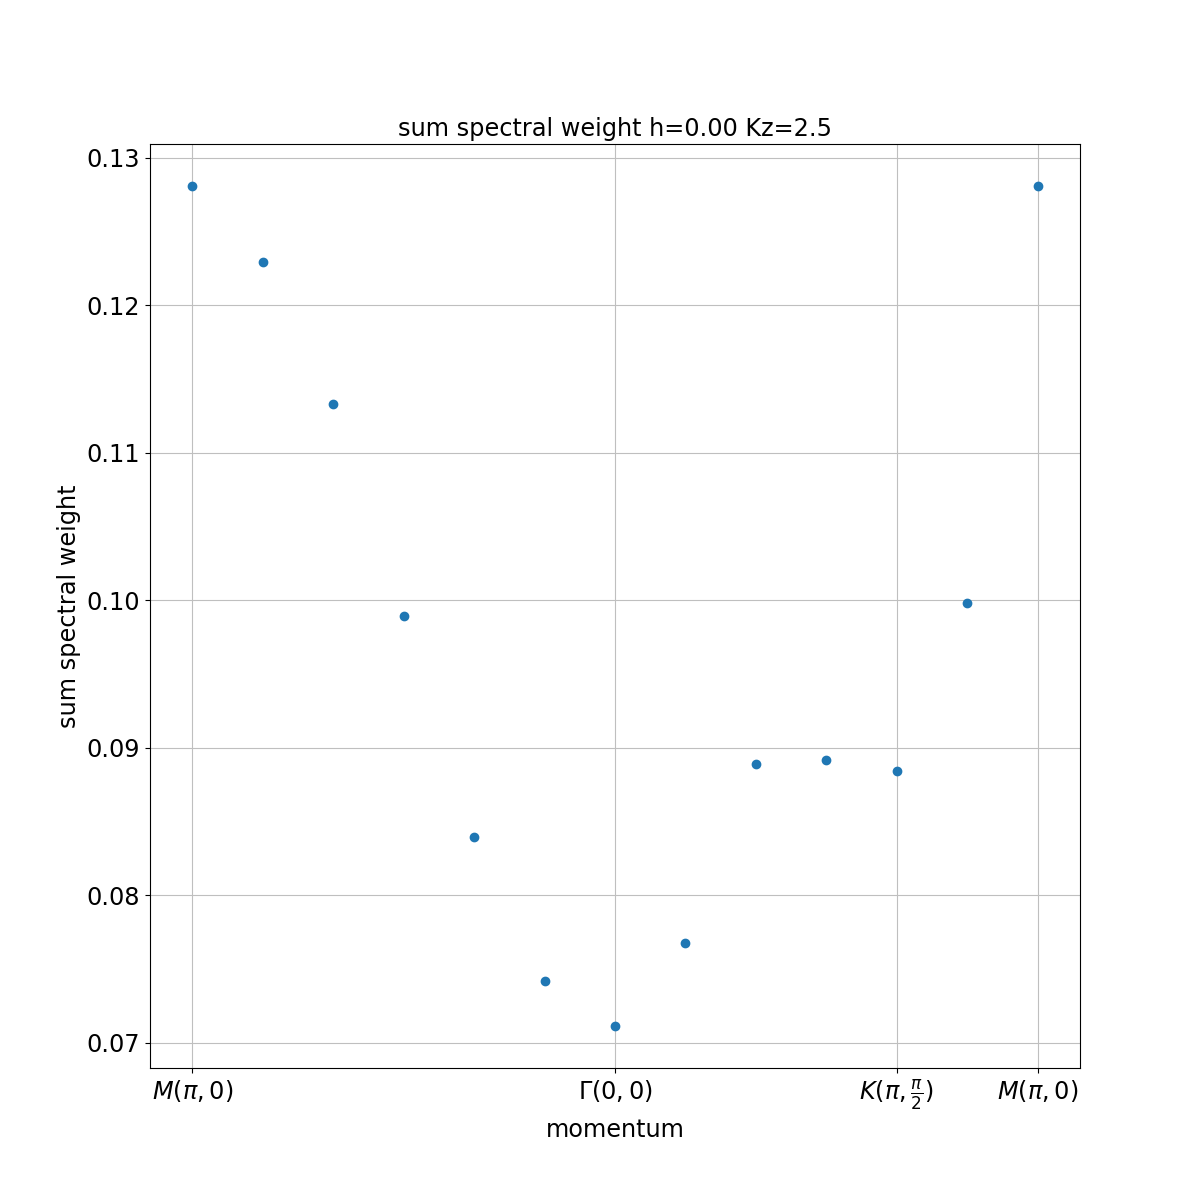 sum spectral weight h=0.00 Kz=2.5
0.13
0.12
0.11
0.10
0.09
0.08
0.07
sum spectral weight
M(π, 0) Γ(0, 0) K(π, π/2) M(π, 0)
momentum